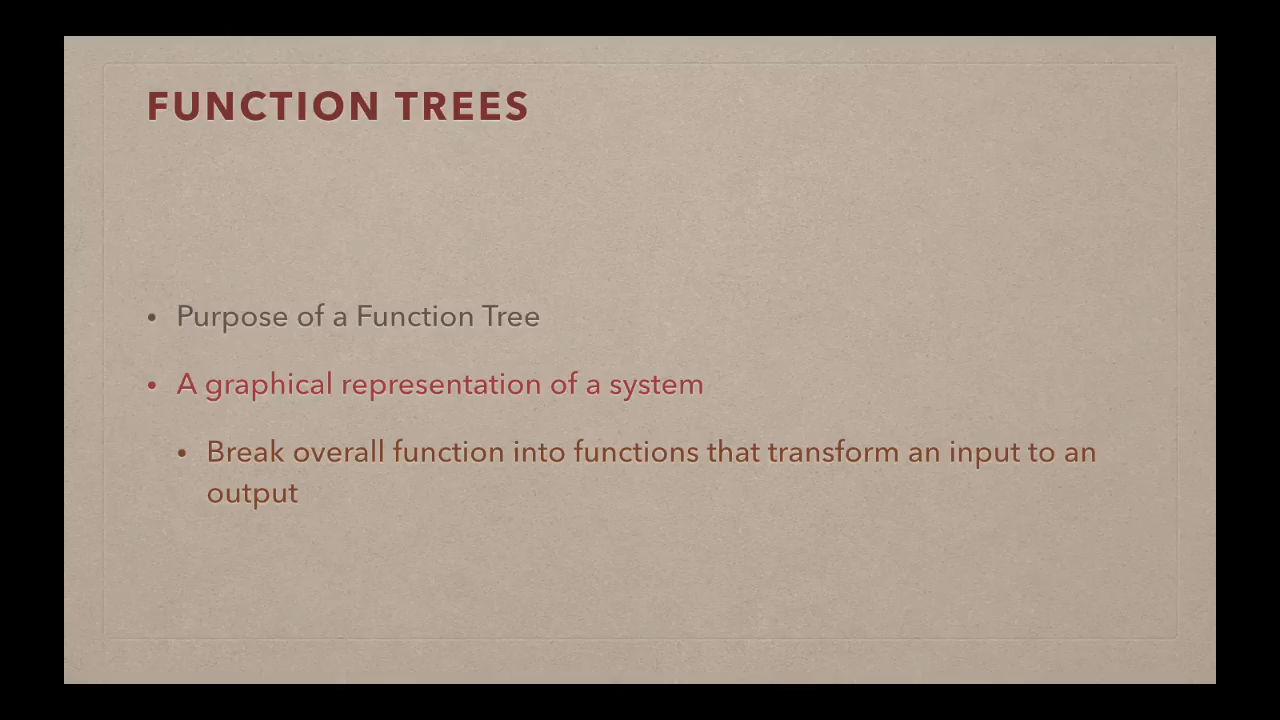 FUNCTION TREES
• Purpose of a Function Tree
• A graphical representation of a system
• Break overall function into functions that transform an input to an
output